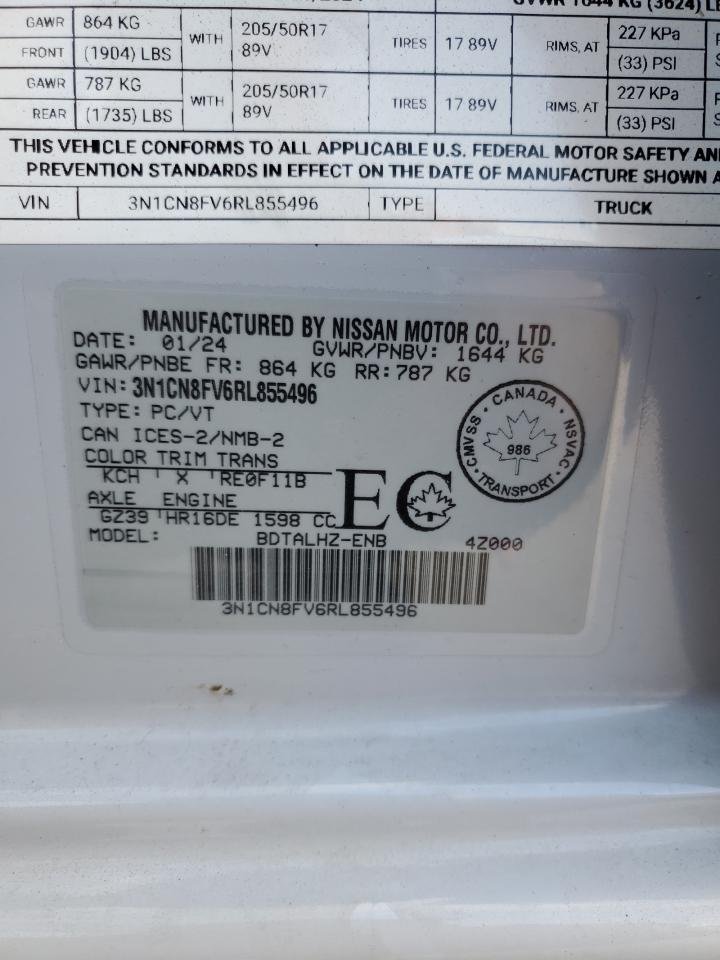 GVWR 1644 KG (3624) L
GAWR 864 KG WITH 205/50R17 TIRES 17 89V RIMS, AT 227 KPa
FRONT (1904) LBS 89V (33) PSI
GAWR 787 KG WITH 205/50R17 TIRES 17 89V RIMS, AT 227 KPa
REAR (1735) LBS 89V (33) PSI
THIS VEHICLE CONFORMS TO ALL APPLICABLE U.S. FEDERAL MOTOR SAFETY AN
PREVENTION STANDARDS IN EFFECT ON THE DATE OF MANUFACTURE SHOWN A
VIN 3N1CN8FV6RL855496 TYPE TRUCK
MANUFACTURED BY NISSAN MOTOR CO., LTD.
DATE: 01/24 GVWR/PNBV: 1644 KG
GAWR/PNBE FR: 864 KG RR:787 KG
VIN: 3N1CN8FV6RL855496
TYPE: PC/VT
CAN ICES-2/NMB-2
COLOR TRIM TRANS
KCH X RE0F11B
AXLE ENGINE
GZ39 HR16DE 1598 CC
MODEL: BDTALHZ-ENB 4Z000
EC
CANADA · NSVAC · TRANSPORT · CMVSS ·
986
3N1CN8FV6RL855496